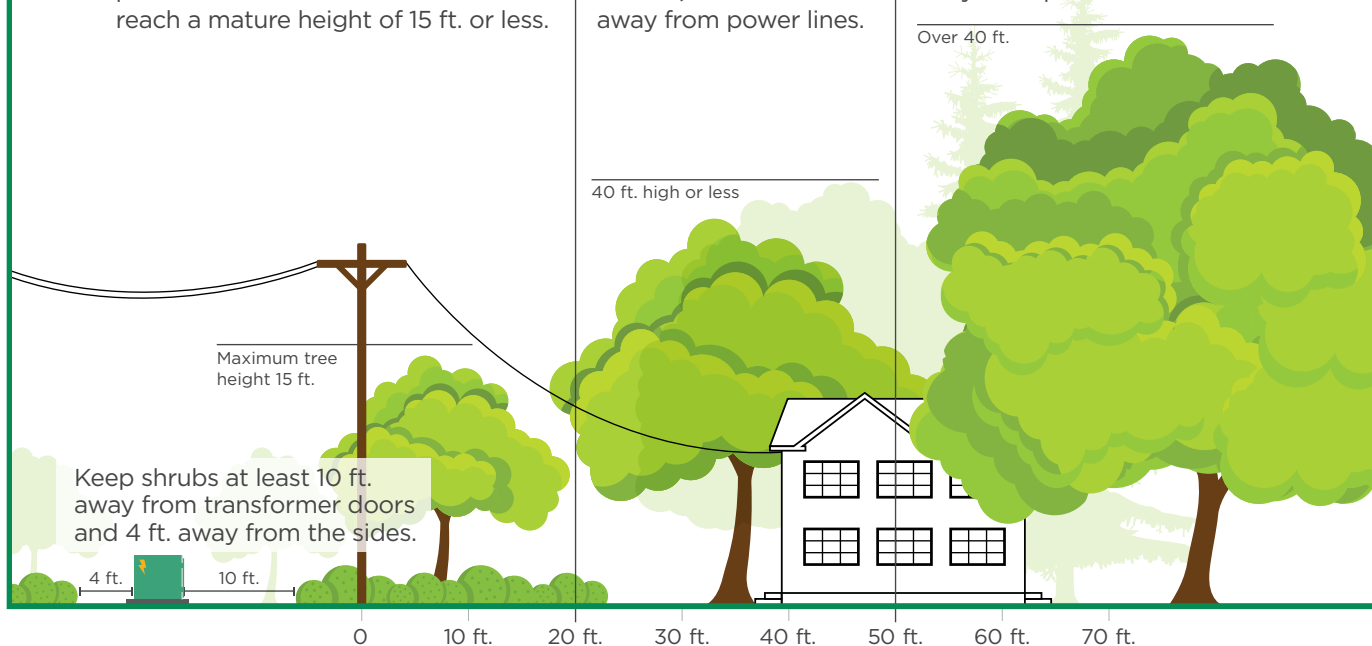 reach a mature height of 15 ft. or less.
away from power lines.
Over 40 ft.
40 ft. high or less
Maximum tree
height 15 ft.
Keep shrubs at least 10 ft.
away from transformer doors
and 4 ft. away from the sides.
4 ft.
10 ft.
0
10 ft.
20 ft.
30 ft.
40 ft.
50 ft.
60 ft.
70 ft.